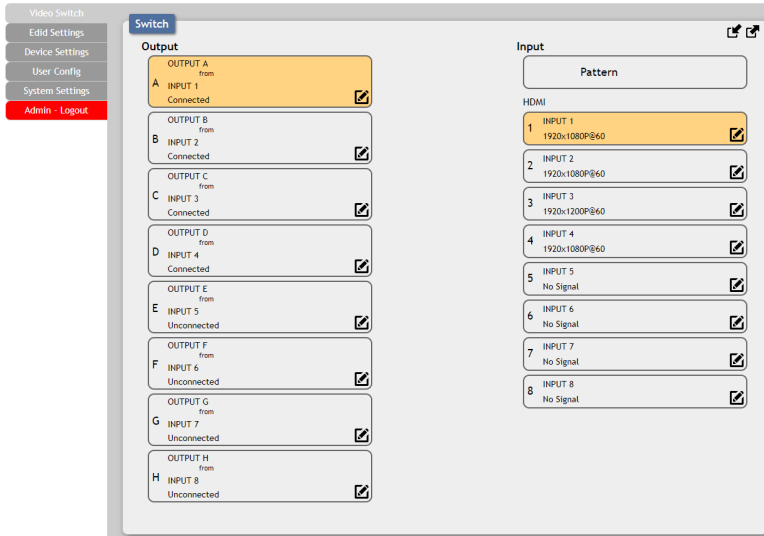 Video Switch
Edid Settings
Device Settings
User Config
System Settings
Admin - Logout
Switch
Output
OUTPUT A
from
A
INPUT 1
Connected
OUTPUT B
from
B
INPUT 2
Connected
OUTPUT C
from
C
INPUT 3
Connected
OUTPUT D
from
D
INPUT 4
Connected
OUTPUT E
from
E
INPUT 5
Unconnected
OUTPUT F
from
F
INPUT 6
Unconnected
OUTPUT G
from
G
INPUT 7
Unconnected
OUTPUT H
from
H
INPUT 8
Unconnected
Input
Pattern
HDMI
1
INPUT 1
1920x1080P@60
2
INPUT 2
1920x1080P@60
3
INPUT 3
1920x1200P@60
4
INPUT 4
1920x1080P@60
5
INPUT 5
No Signal
6
INPUT 6
No Signal
7
INPUT 7
No Signal
8
INPUT 8
No Signal